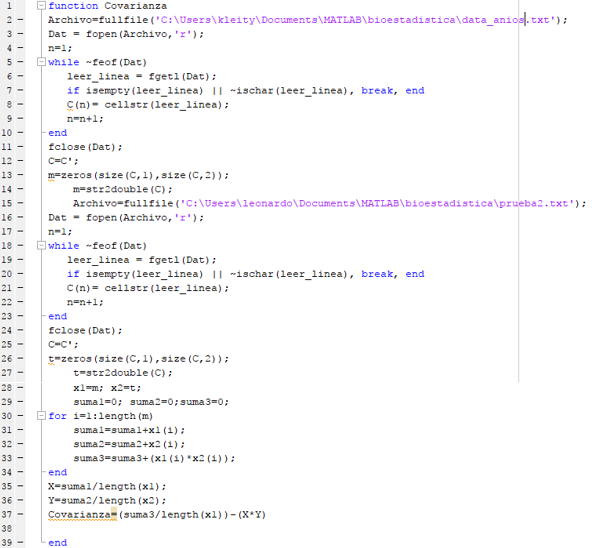 1 function Covarianza
2 Archivo=fullfile('C:\Users\kleity\Documents\MATLAB\bioestadistica\data_anios.txt');
3 Dat = fopen(Archivo,'r');
4 n=1;
5 while ~feof(Dat)
6 leer_linea = fgetl(Dat);
7 if isempty(leer_linea) || ~ischar(leer_linea), break, end
8 C(n)= cellstr(leer_linea);
9 n=n+1;
10 end
11 fclose(Dat);
12 C=C';
13 m=zeros(size(C,1),size(C,2));
14 m=str2double(C);
15 Archivo=fullfile('C:\Users\leonardo\Documents\MATLAB\bioestadistica\prueba2.txt');
16 Dat = fopen(Archivo,'r');
17 n=1;
18 while ~feof(Dat)
19 leer_linea = fgetl(Dat);
20 if isempty(leer_linea) || ~ischar(leer_linea), break, end
21 C(n)= cellstr(leer_linea);
22 n=n+1;
23 end
24 fclose(Dat);
25 C=C';
26 t=zeros(size(C,1),size(C,2));
27 t=str2double(C);
28 x1=m; x2=t;
29 suma1=0; suma2=0;suma3=0;
30 for i=1:length(m)
31 suma1=suma1+x1(i);
32 suma2=suma2+x2(i);
33 suma3=suma3+(x1(i)*x2(i));
34 end
35 X=suma1/length(x1);
36 Y=suma2/length(x2);
37 Covarianza=(suma3/length(x1))-(X*Y)
38
39 end